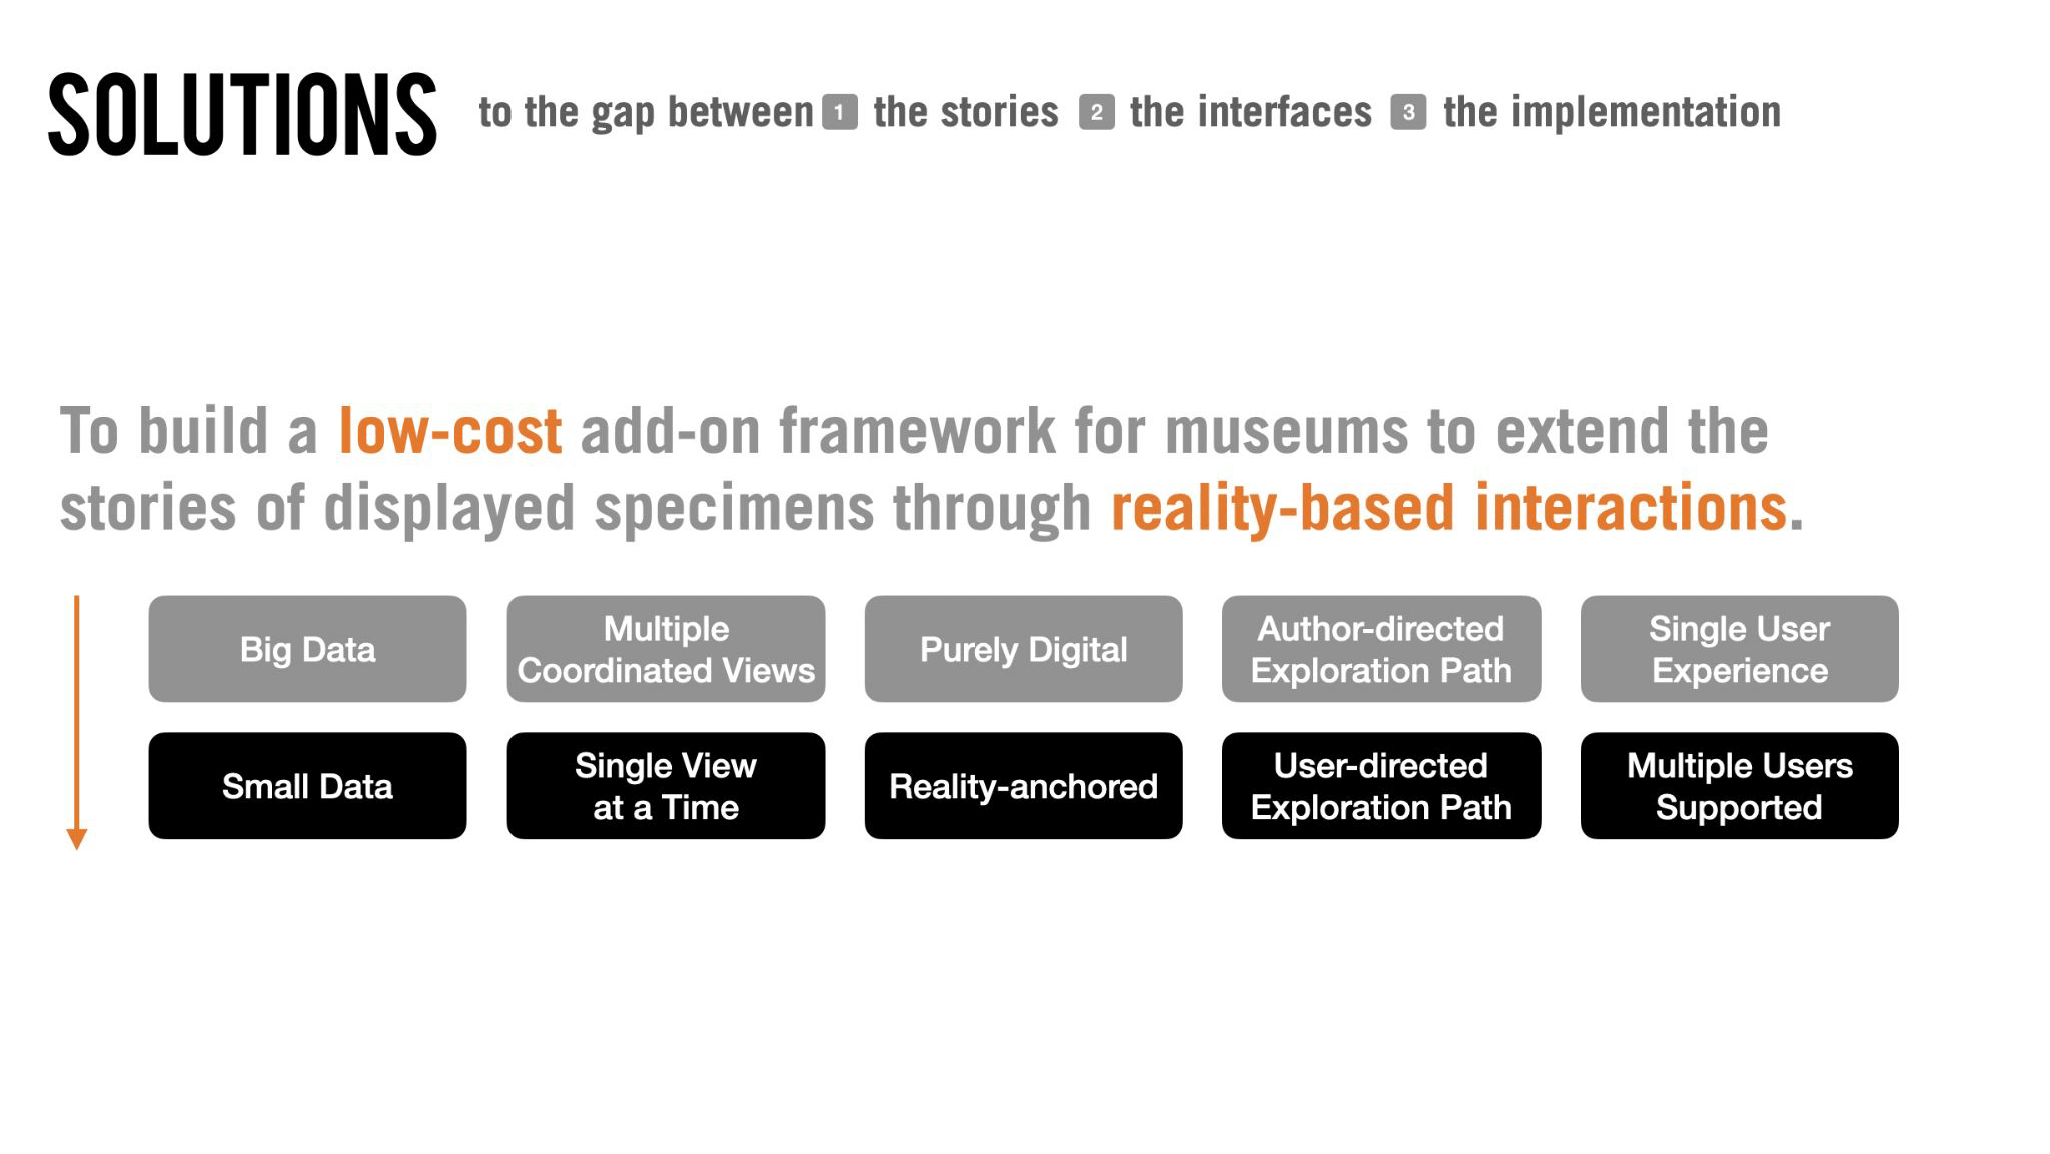 SOLUTIONS to the gap between 1 the stories 2 the interfaces 3 the implementation
To build a low-cost add-on framework for museums to extend the
stories of displayed specimens through reality-based interactions.
Big Data
Multiple
Coordinated Views
Purely Digital
Author-directed
Exploration Path
Single User
Experience
Small Data
Single View
at a Time
Reality-anchored
User-directed
Exploration Path
Multiple Users
Supported